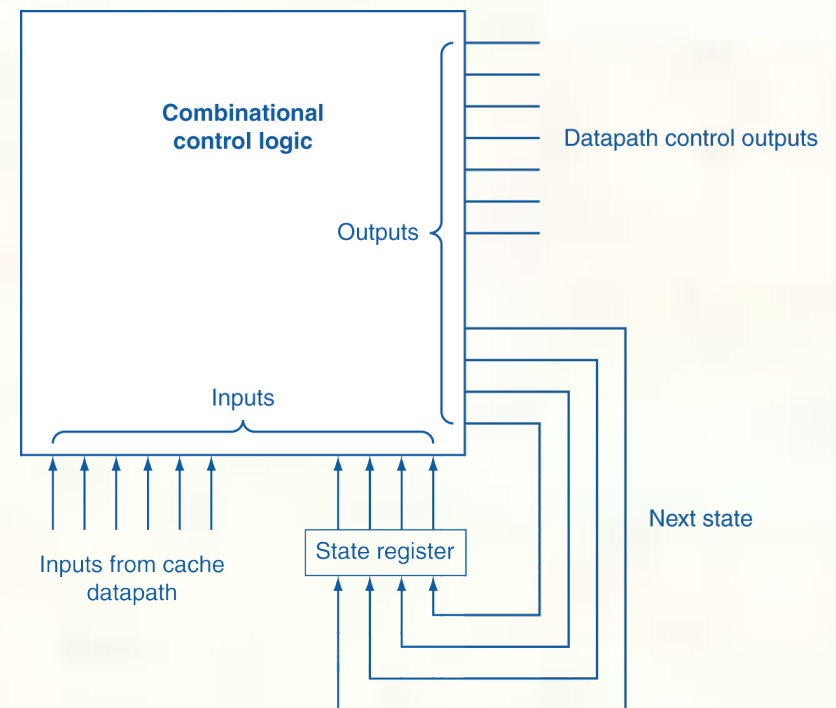 Combinational
control logic
Datapath control outputs
Outputs
Inputs
Next state
State register
Inputs from cache
datapath